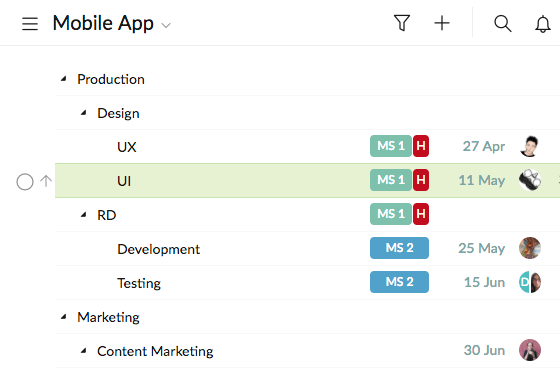 Mobile App
Production
Design
UX MS 1 H 27 Apr
UI MS 1 H 11 May
RD MS 1 H
Development MS 2 25 May
Testing MS 2 15 Jun D
Marketing
Content Marketing 30 Jun